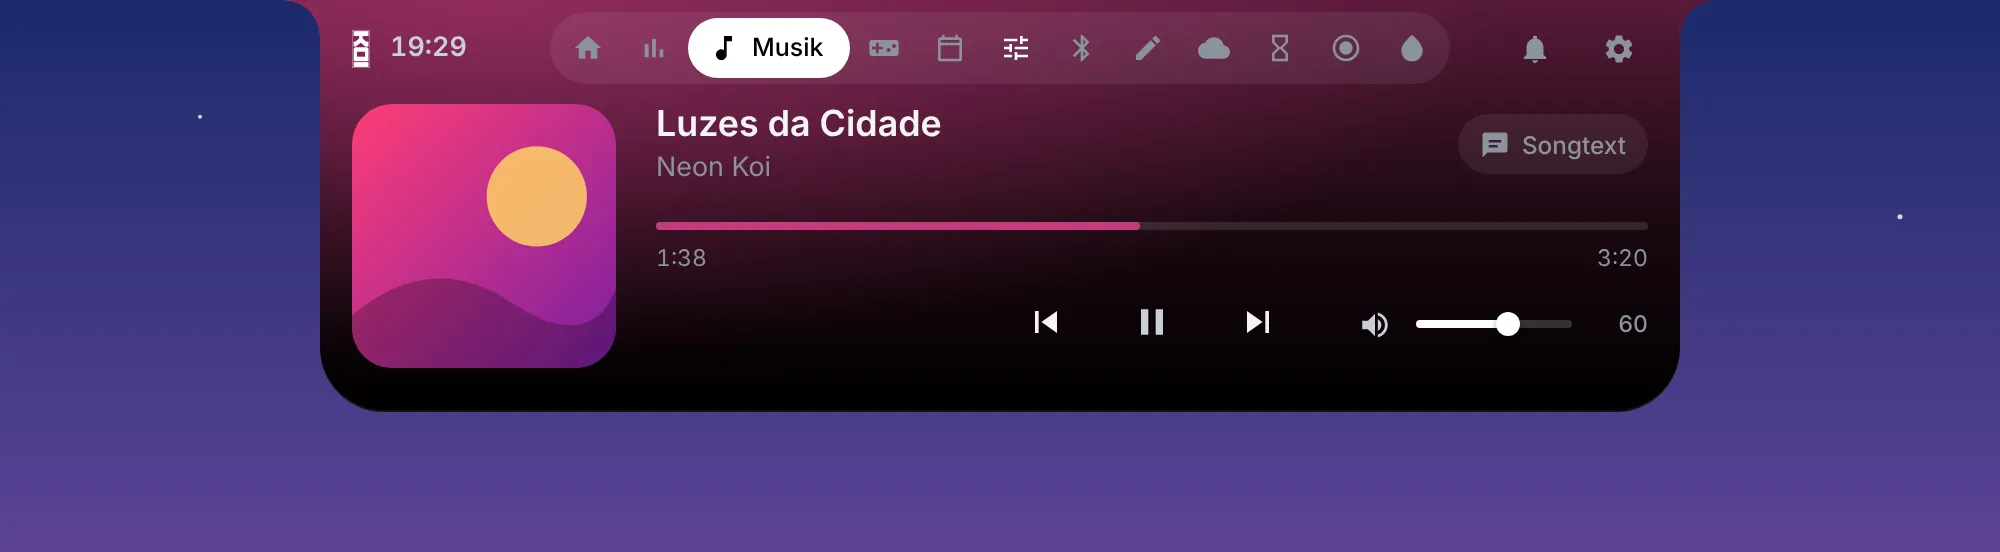 KOI
19:29
Musik
Luzes da Cidade
Neon Koi
Songtext
1:38
3:20
60